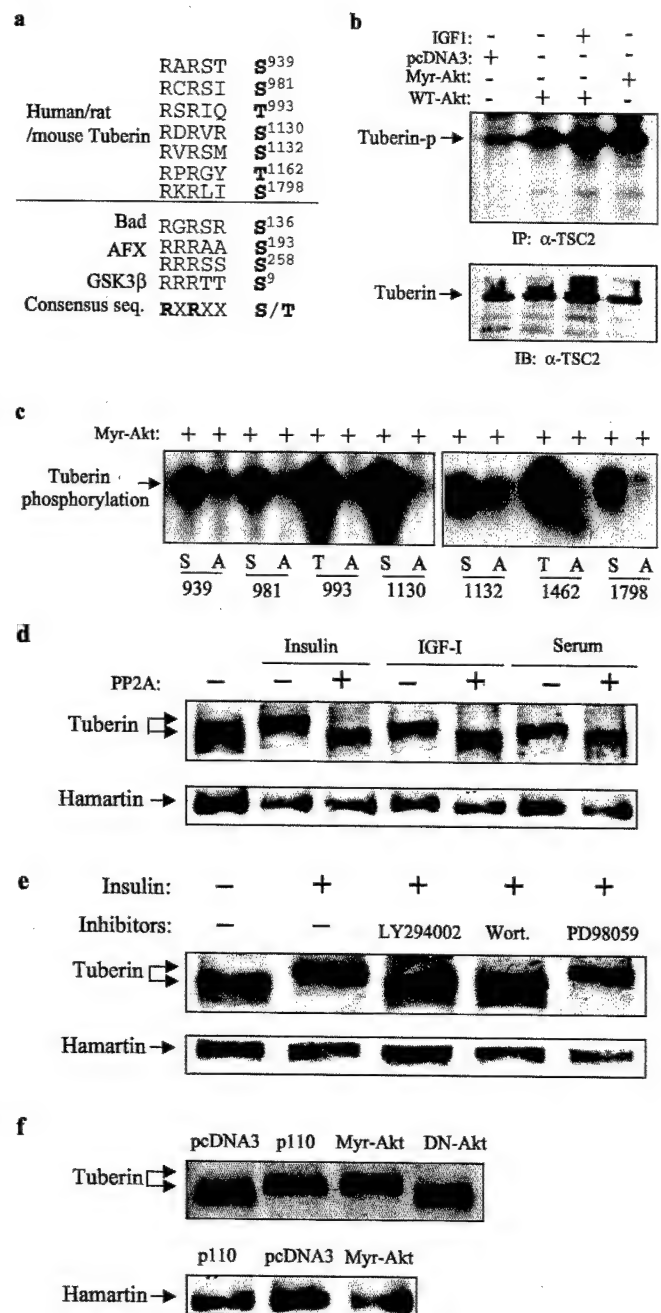 a
Human/rat
/mouse Tuberin
RARST S939
RCRSI S981
RSRIQ T993
RDRVR S1130
RVRSM S1132
RPRGY T1162
RKRLI S1798
Bad RGRSR S136
AFX RRRAA S193
RRRSS S258
GSK3β RRRTT S9
Consensus seq. RXRXX S/T
b
IGF1: - - + -
pcDNA3: + - - -
Myr-Akt: - - - +
WT-Akt: - + + -
Tuberin-p
IP: α-TSC2
Tuberin
IB: α-TSC2
c
Myr-Akt: + + + + + + + + + + + + + +
Tuberin
phosphorylation
S A S A T A S A S A T A S A
939 981 993 1130 1132 1462 1798
d
Insulin IGF-I Serum
PP2A: − − + − + − +
Tuberin
Hamartin
e
Insulin: − + + + +
Inhibitors: − − LY294002 Wort. PD98059
Tuberin
Hamartin
f
pcDNA3 p110 Myr-Akt DN-Akt
Tuberin
p110 pcDNA3 Myr-Akt
Hamartin